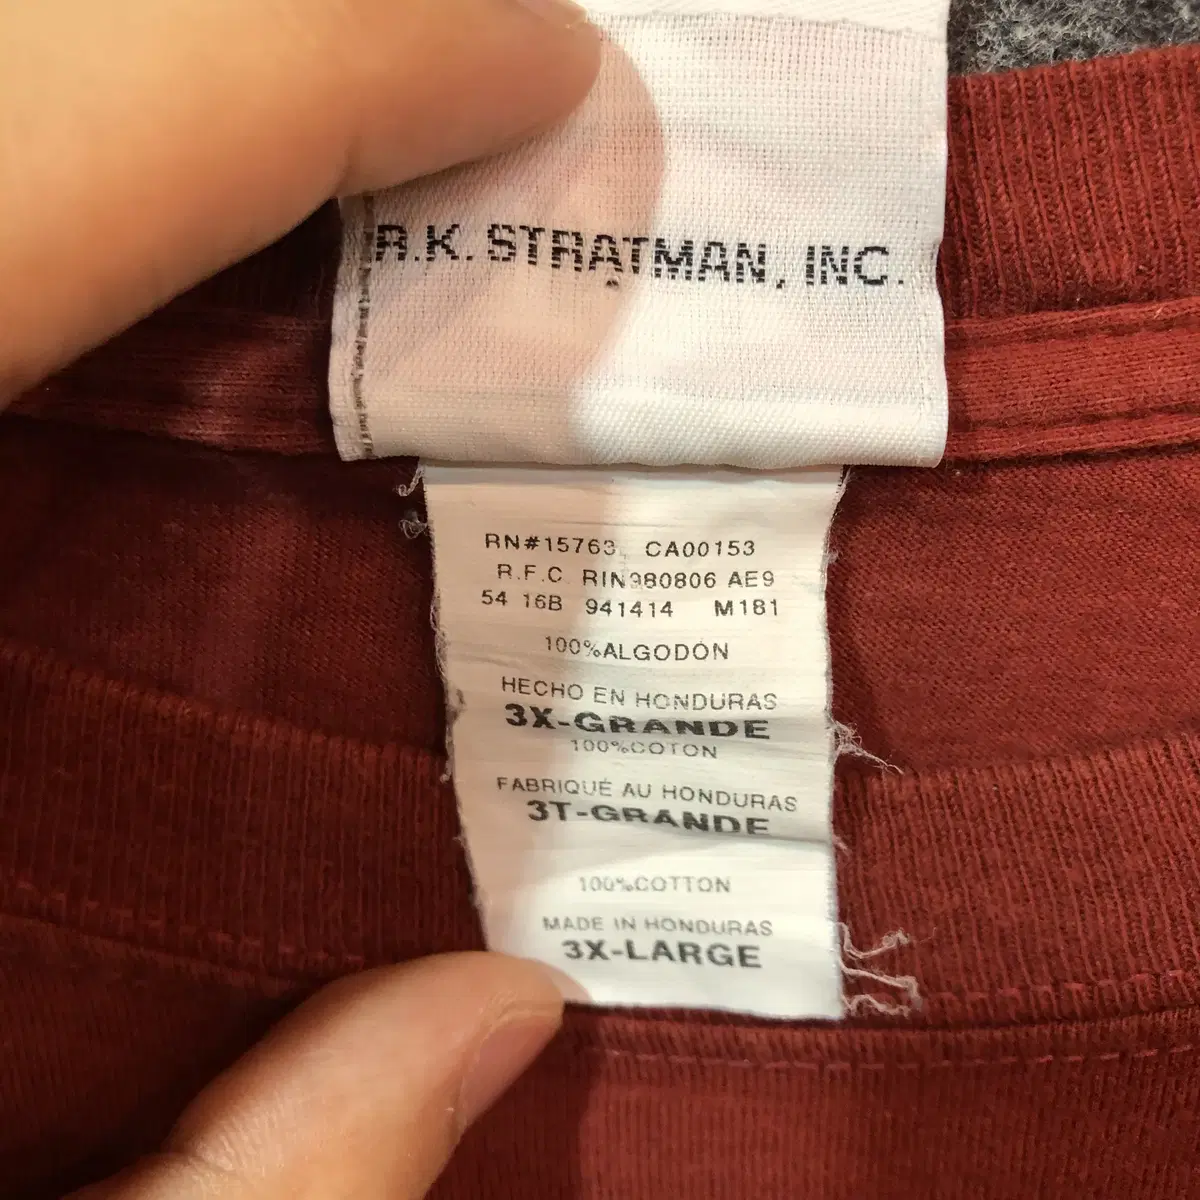 R.K. STRATMAN, INC.
RN#15763 CA00153
R.F.C. RIN980806 AE9
54 16B 941414 M181
100%ALGODÓN
HECHO EN HONDURAS
3X-GRANDE
100%COTON
FABRIQUÉ AU HONDURAS
3T-GRANDE
100%COTTON
MADE IN HONDURAS
3X-LARGE